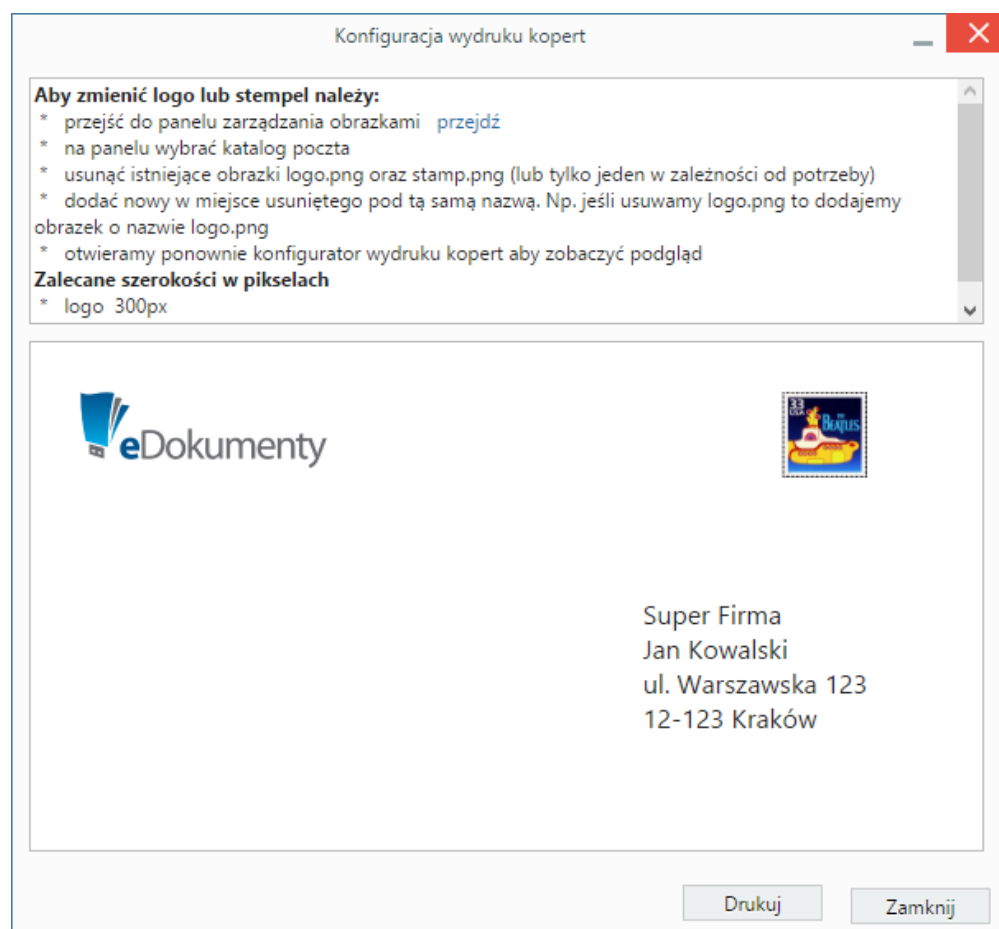 Konfiguracja wydruku kopert
Aby zmienić logo lub stempel należy:
* przejść do panelu zarządzania obrazkami przejdź
* na panelu wybrać katalog poczta
* usunąć istniejące obrazki logo.png oraz stamp.png (lub tylko jeden w zależności od potrzeby)
* dodać nowy w miejsce usuniętego pod tą samą nazwą. Np. jeśli usuwamy logo.png to dodajemy
obrazek o nazwie logo.png
* otwieramy ponownie konfigurator wydruku kopert aby zobaczyć podgląd
Zalecane szerokości w pikselach
* logo 300px
eDokumenty
33
USA
THE
BEATLES
Super Firma
Jan Kowalski
ul. Warszawska 123
12-123 Kraków
Drukuj
Zamknij